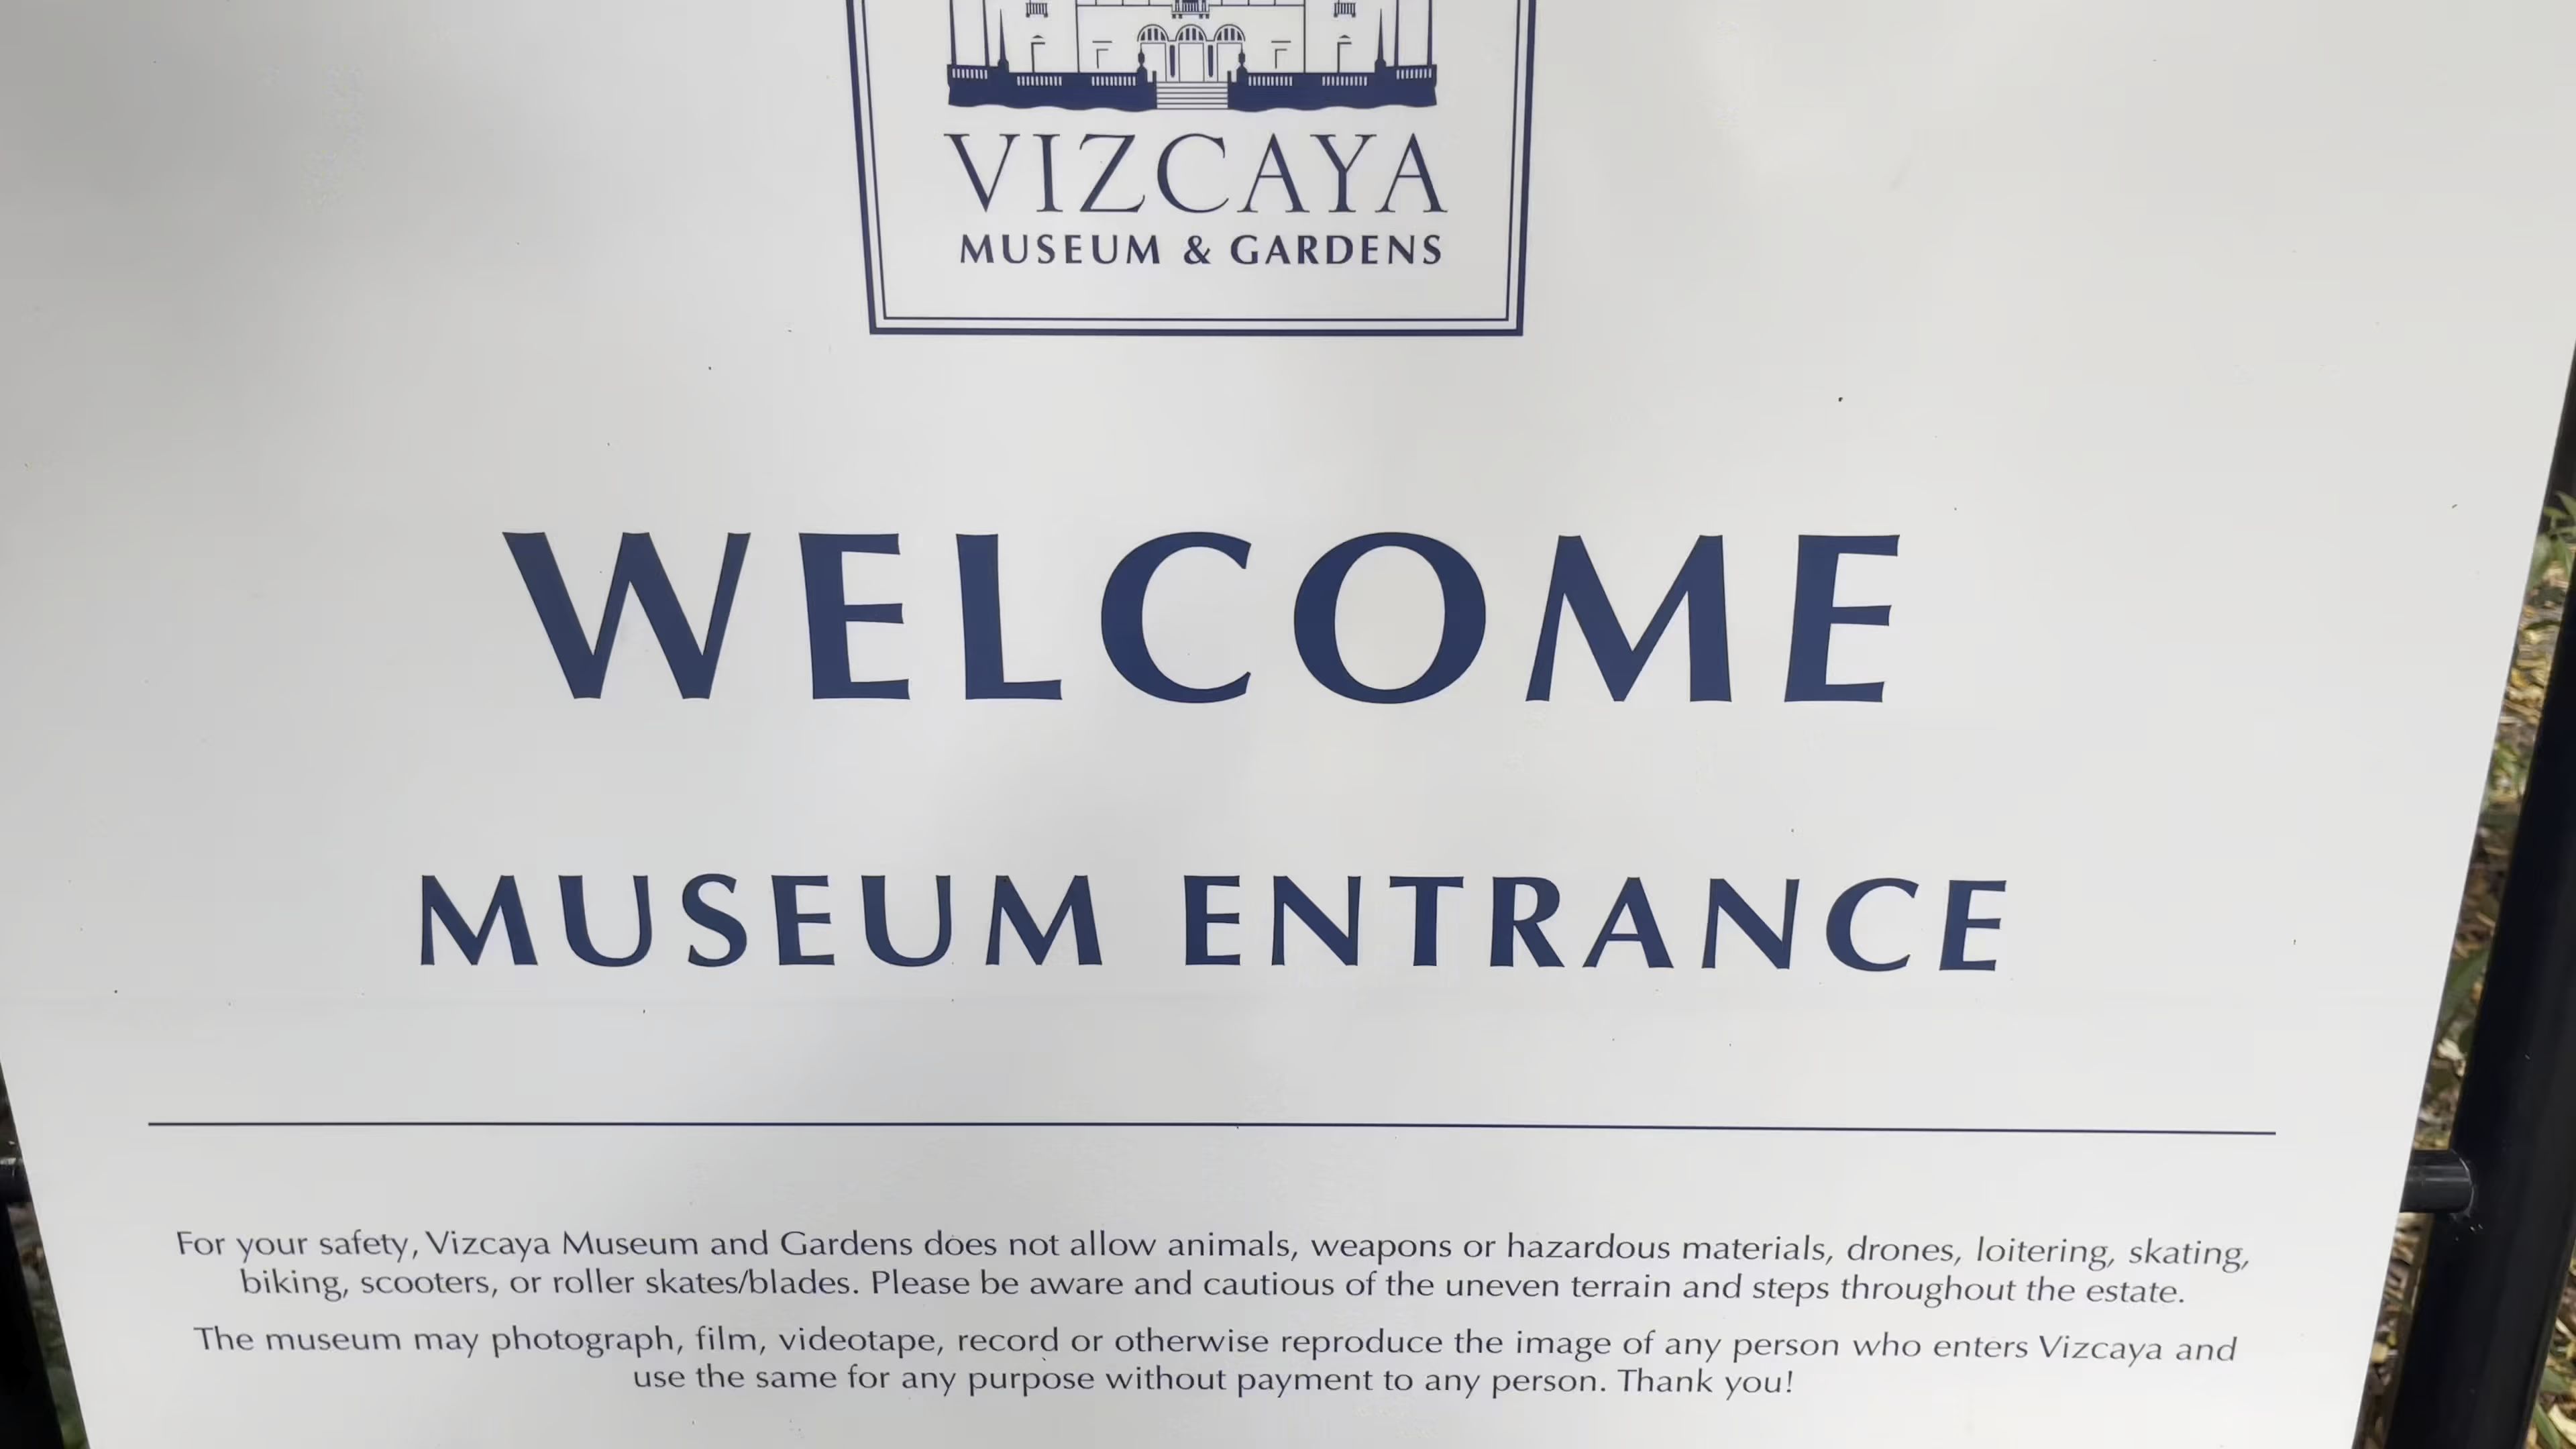 VIZCAYA
MUSEUM & GARDENS
WELCOME
MUSEUM ENTRANCE
For your safety, Vizcaya Museum and Gardens does not allow animals, weapons or hazardous materials, drones, loitering, skating,
biking, scooters, or roller skates/blades. Please be aware and cautious of the uneven terrain and steps throughout the estate.
The museum may photograph, film, videotape, record or otherwise reproduce the image of any person who enters Vizcaya and
use the same for any purpose without payment to any person. Thank you!